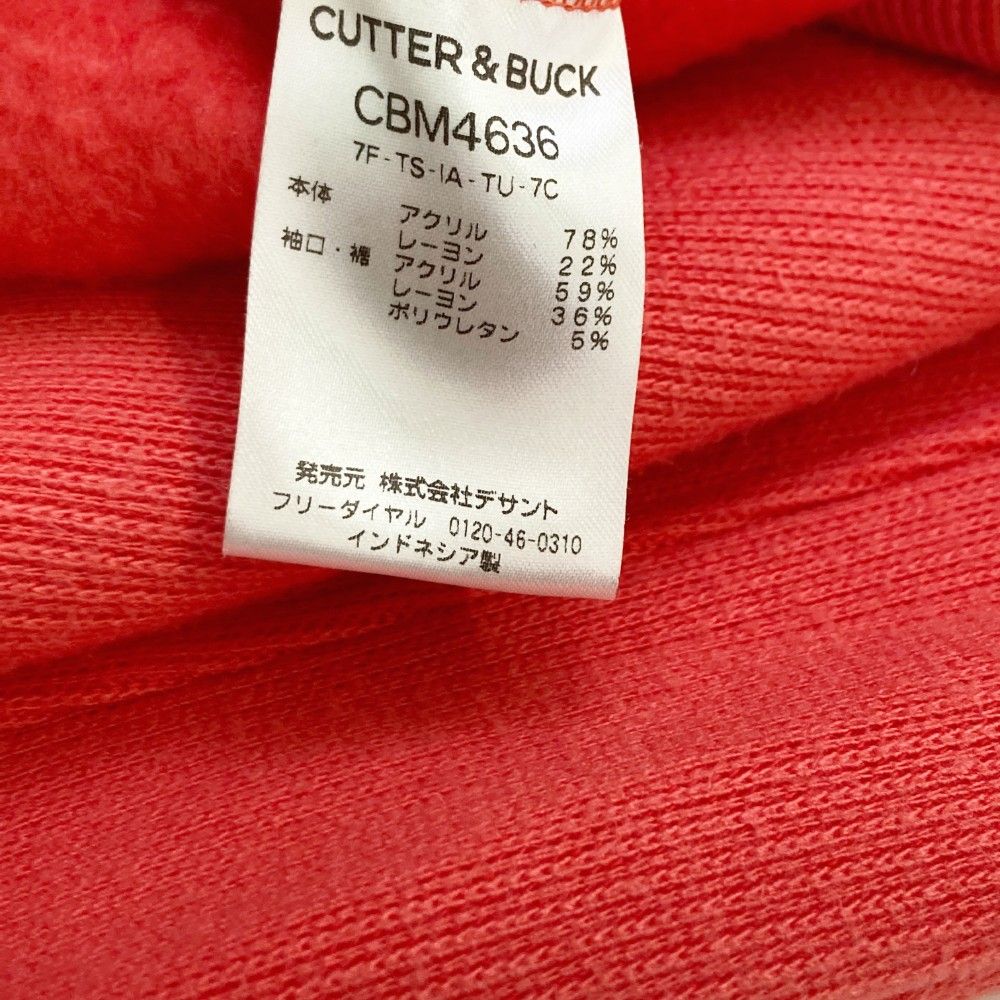 CUTTER & BUCK
CBM4636
7F-TS-IA-TU-7C
本体 アクリル 78%
レーヨン 22%
袖口・裾 アクリル 59%
レーヨン 36%
ポリウレタン 5%
発売元 株式会社デサント
フリーダイヤル 0120-46-0310
インドネシア製